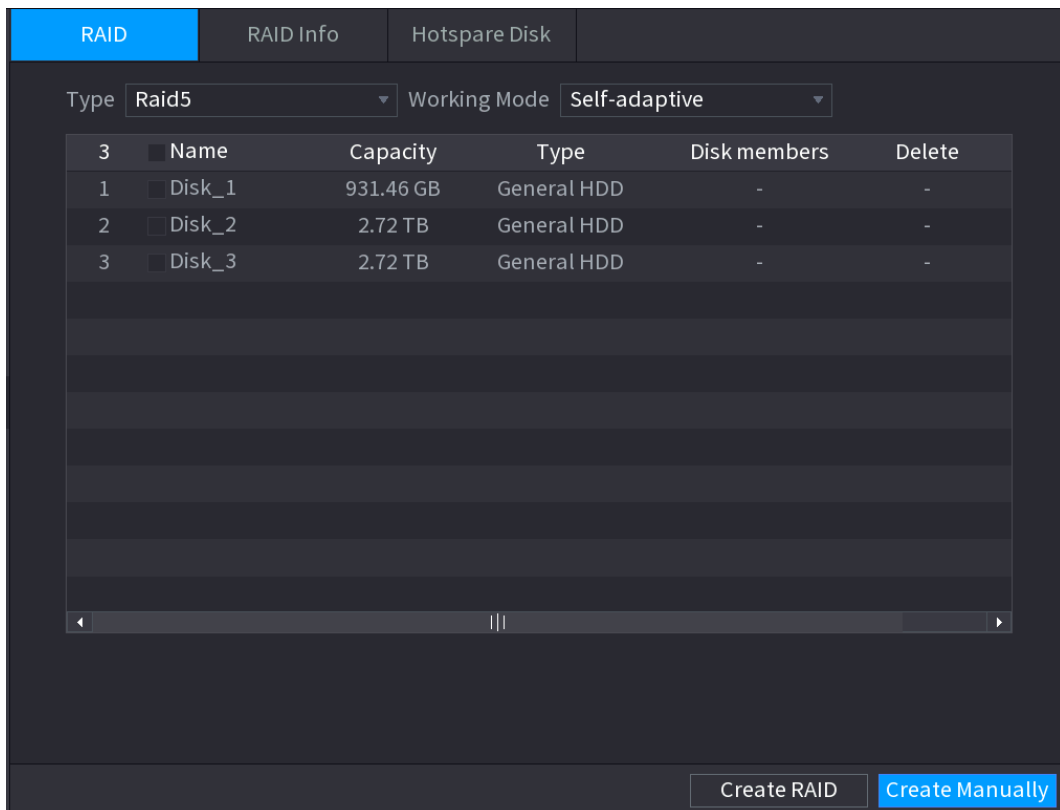 RAID RAID Info Hotspare Disk
Type Raid5 Working Mode Self-adaptive
3 Name Capacity Type Disk members Delete
1 Disk_1 931.46 GB General HDD - -
2 Disk_2 2.72 TB General HDD - -
3 Disk_3 2.72 TB General HDD - -
Create RAID Create Manually